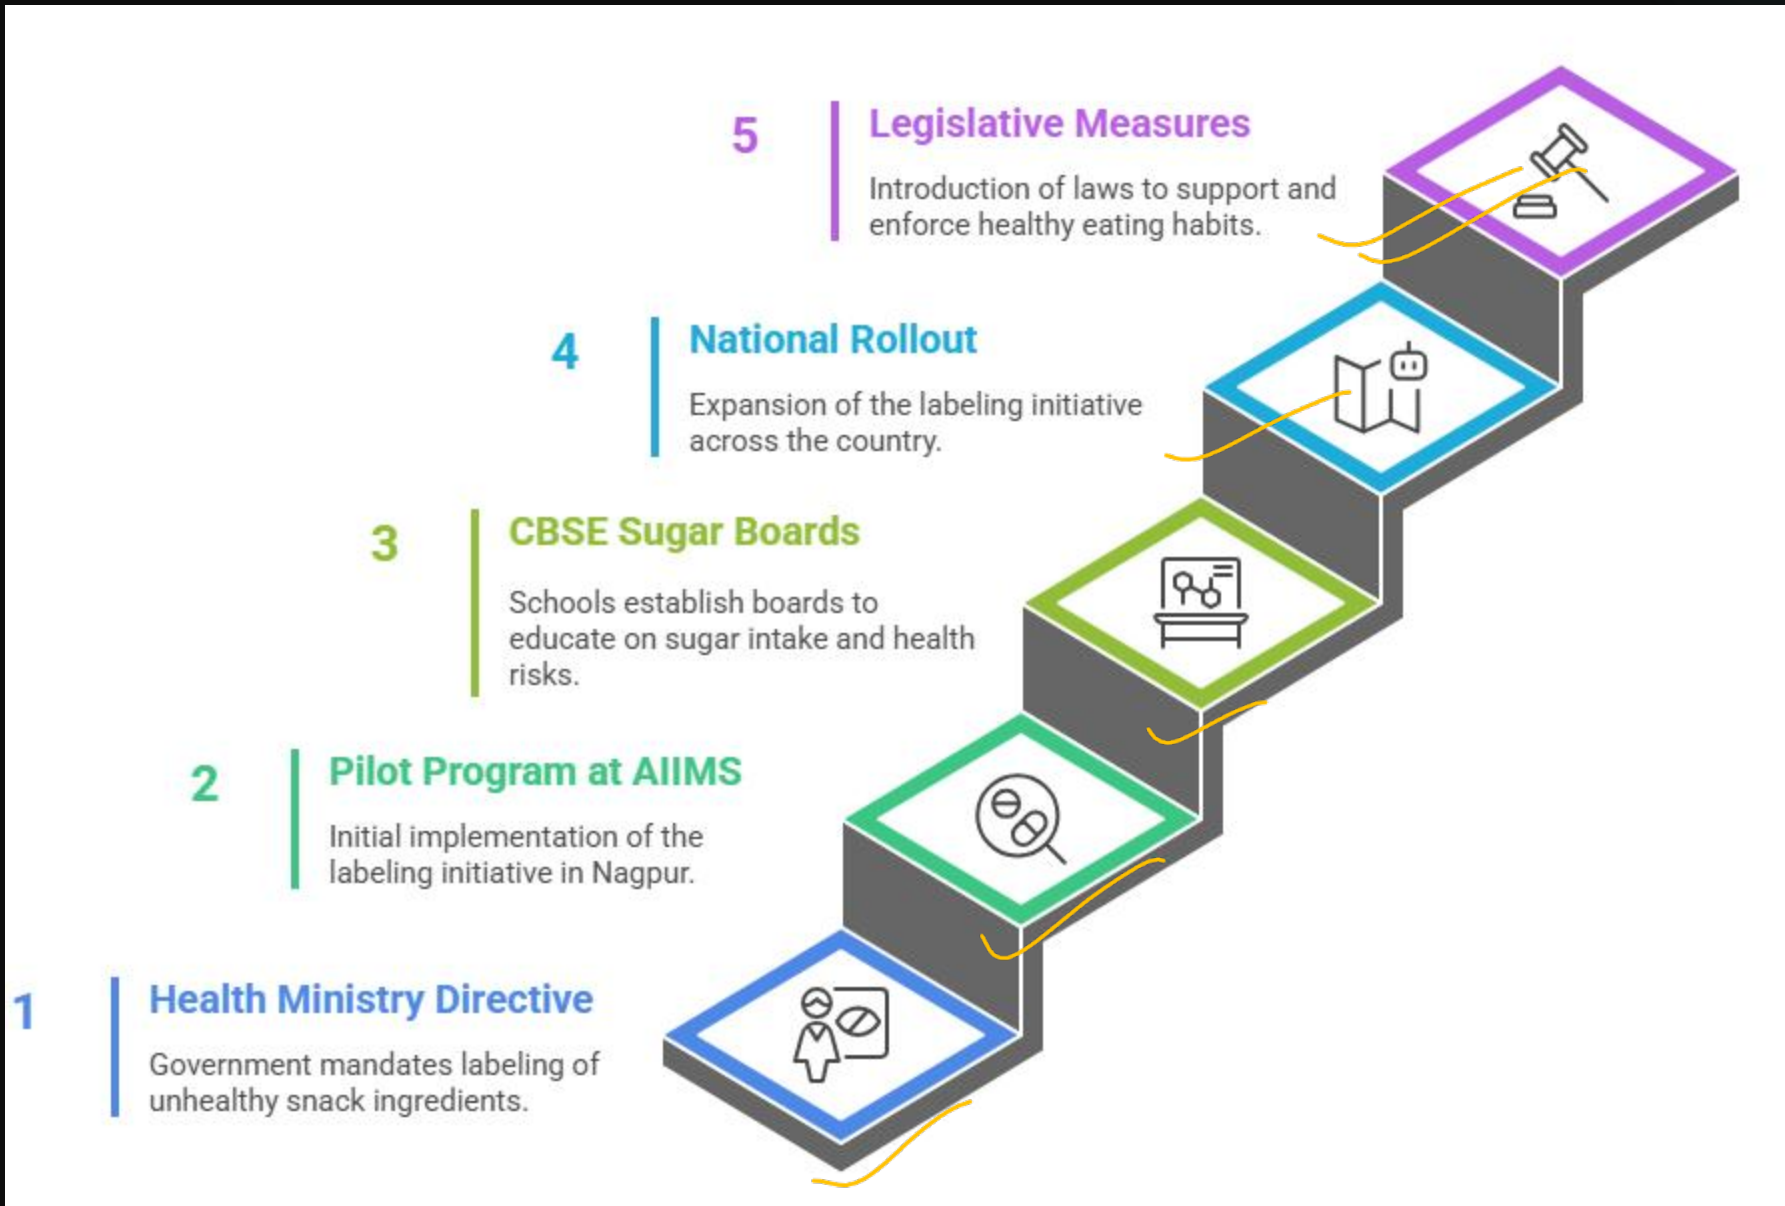 5
Legislative Measures
Introduction of laws to support and
enforce healthy eating habits.
4
National Rollout
Expansion of the labeling initiative
across the country.
3
CBSE Sugar Boards
Schools establish boards to
educate on sugar intake and health
risks.
2
Pilot Program at AIIMS
Initial implementation of the
labeling initiative in Nagpur.
1
Health Ministry Directive
Government mandates labeling of
unhealthy snack ingredients.